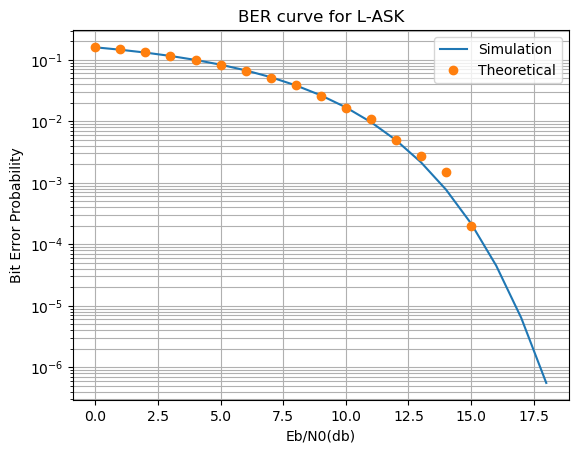 BER curve for L-ASK
Simulation
Theoretical
Bit Error Probability
10⁻¹
10⁻²
10⁻³
10⁻⁴
10⁻⁵
10⁻⁶
0.0 2.5 5.0 7.5 10.0 12.5 15.0 17.5
Eb/N0(db)